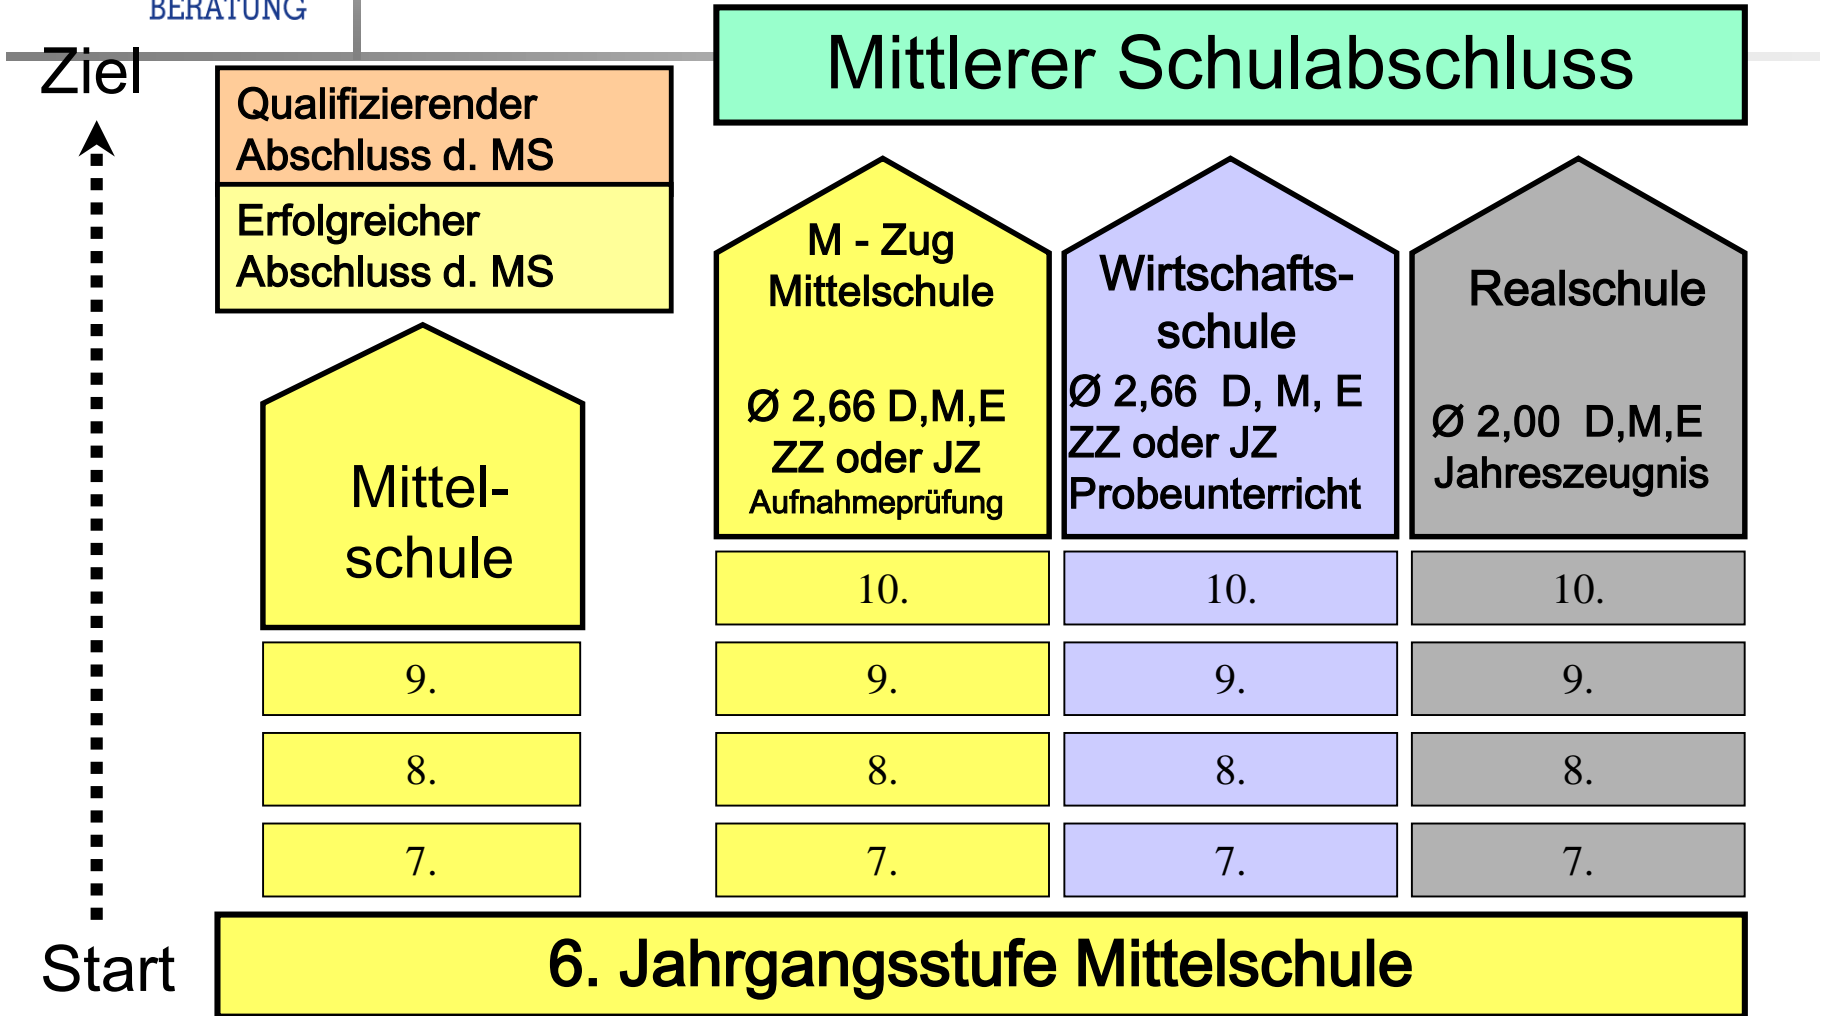 BERATUNG
Ziel
Mittlerer Schulabschluss
Qualifizierender
Abschluss d. MS
Erfolgreicher
Abschluss d. MS
Mittel-
schule
9.
8.
7.
M - Zug
Mittelschule
Ø 2,66 D,M,E
ZZ oder JZ
Aufnahmeprüfung
10.
9.
8.
7.
Wirtschafts-
schule
Ø 2,66 D, M, E
ZZ oder JZ
Probeunterricht
10.
9.
8.
7.
Realschule
Ø 2,00 D,M,E
Jahreszeugnis
10.
9.
8.
7.
Start
6. Jahrgangsstufe Mittelschule